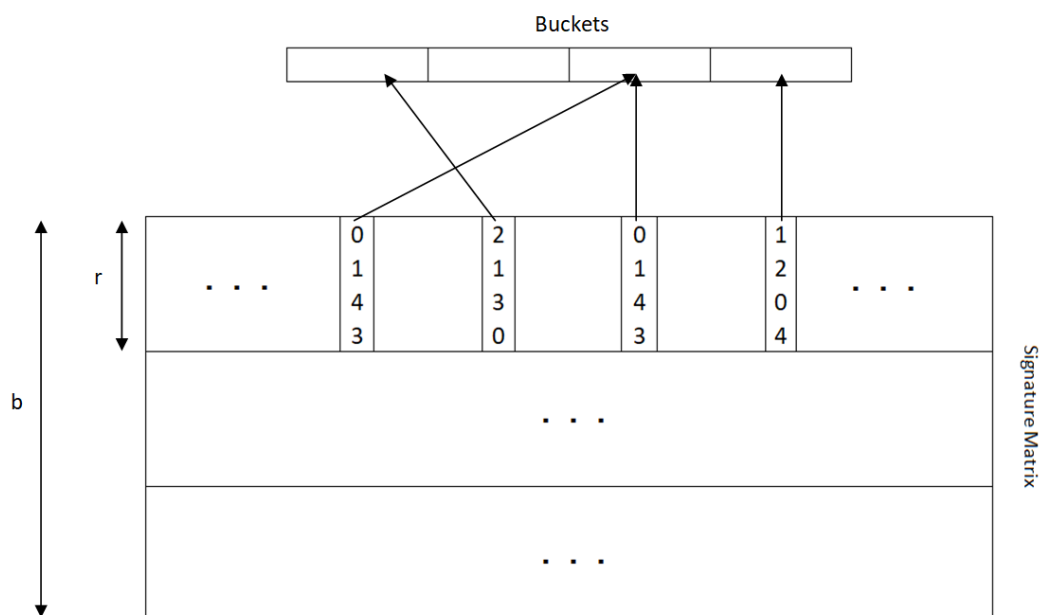 Buckets
r
0 2 0 1
1 1 1 2
4 3 4 0
3 0 3 4
. . .
. . .
b
. . .
. . .
Signature Matrix